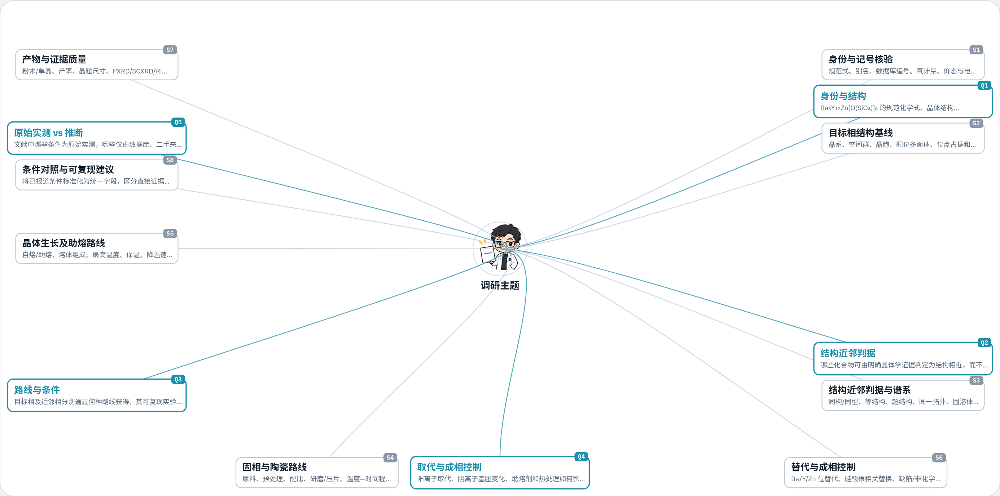 S7
产物与证据质量
粉末/单晶、产率、晶粒尺寸、PXRD/SCXRD/Ri...
S1
身份与记号核验
规范式、别名、数据库编号、氧计量、价态与电...
Q1
身份与结构
Ba₅Y₁₂Zn[O(SiO₄)]₈ 的规范化学式、晶体结构...
Q5
原始实测 vs 推断
文献中哪些条件为原始实测，哪些仅由数据库、二手来...
S2
目标相结构基线
晶系、空间群、晶胞、配位多面体、位点占据和...
S8
条件对照与可复现建议
将已报道条件标准化为统一字段，区分直接证据...
S5
晶体生长及助熔路线
自熔/助熔、熔体组成、最高温度、保温、降温速...
调研主题
Q2
结构近邻判据
哪些化合物可由明确晶体学证据判定为结构相近，而不...
Q3
路线与条件
目标相及近邻相分别通过何种路线获得，其可复现实验...
S3
结构近邻判据与谱系
同构/同型、等结构、超结构、同一拓扑、固溶体...
S4
固相与陶瓷路线
原料、预处理、配比、研磨/压片、温度—时间程...
Q4
取代与成相控制
阳离子取代、阴离子基团变化、助熔剂和热处理如何影...
S6
替代与成相控制
Ba/Y/Zn 位替代、硅酸根相关替换、缺陷/非化学...